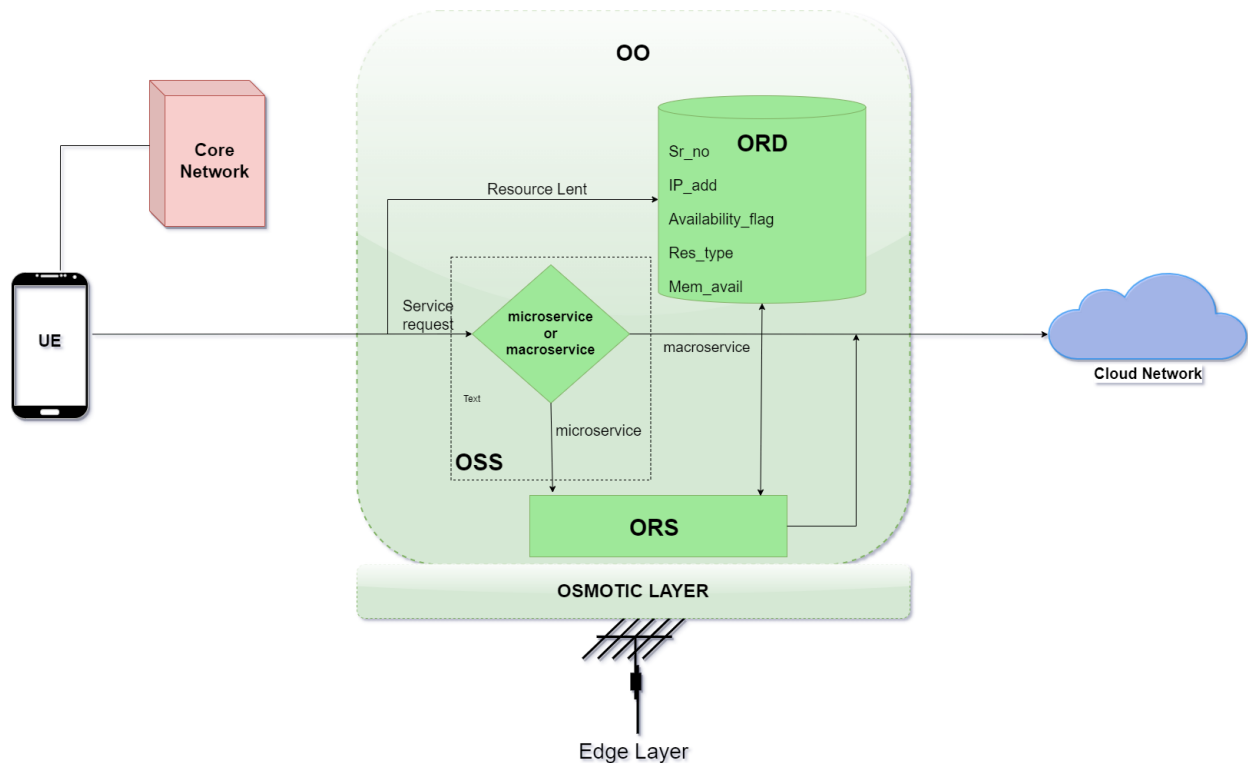 OO
Core
Network
ORD
Sr_no
IP_add
Resource Lent
Availability_flag
Res_type
Mem_avail
Service
request
microservice
or
macroservice
UE
macroservice
Cloud Network
Text
microservice
OSS
ORS
OSMOTIC LAYER
Edge Layer